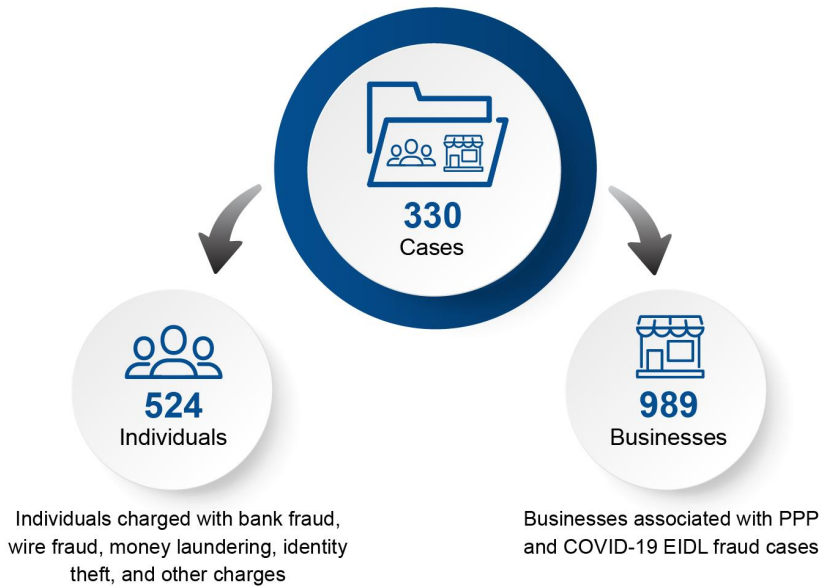 330
Cases
524
Individuals
989
Businesses
Individuals charged with bank fraud,
wire fraud, money laundering, identity
theft, and other charges
Businesses associated with PPP
and COVID-19 EIDL fraud cases